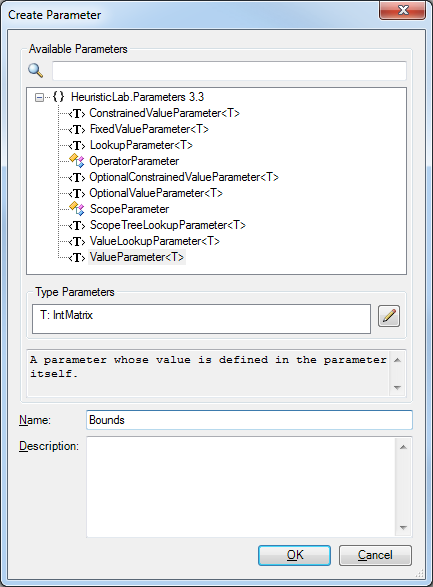 Create Parameter
Available Parameters
{} HeuristicLab.Parameters 3.3
<T> ConstrainedValueParameter<T>
<T> FixedValueParameter<T>
<T> LookupParameter<T>
OperatorParameter
<T> OptionalConstrainedValueParameter<T>
<T> OptionalValueParameter<T>
ScopeParameter
<T> ScopeTreeLookupParameter<T>
<T> ValueLookupParameter<T>
<T> ValueParameter<T>
Type Parameters
T: IntMatrix
A parameter whose value is defined in the parameter
itself.
Name: Bounds
Description:
OK Cancel